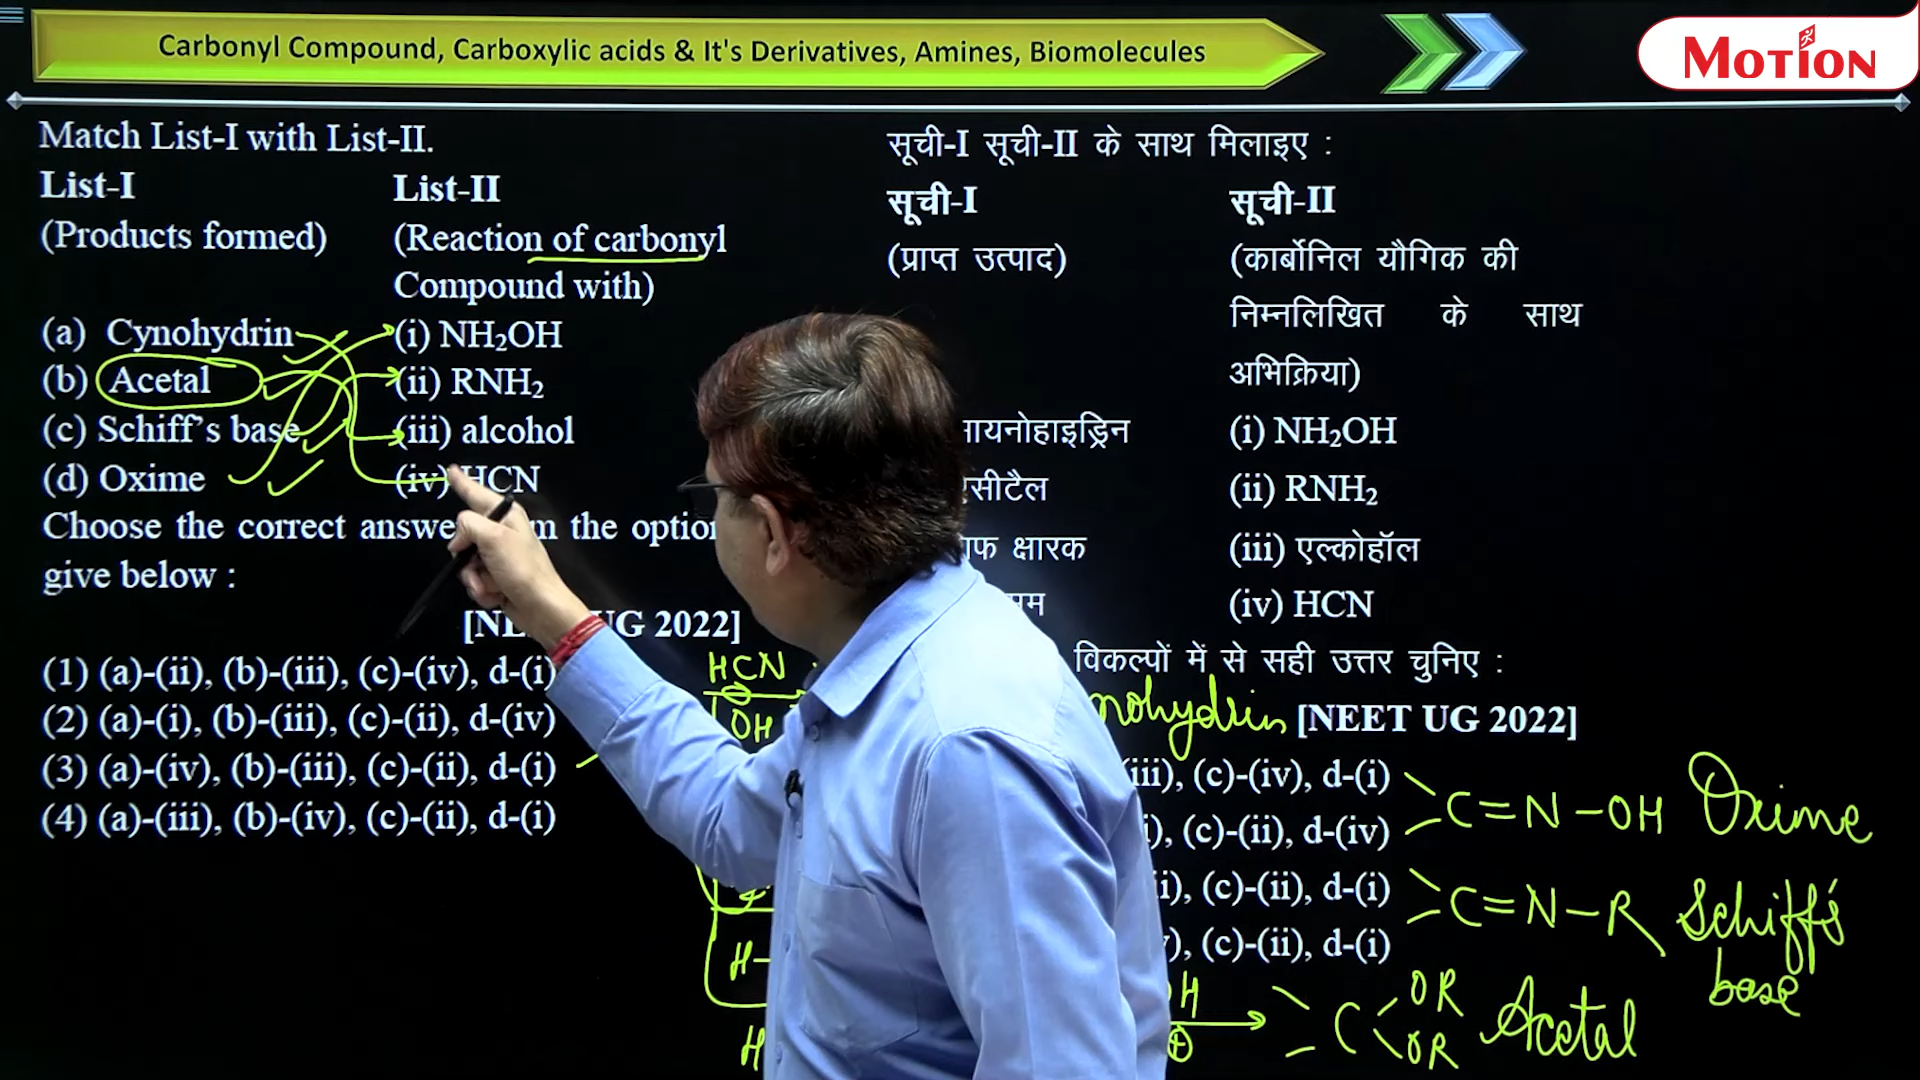 Carbonyl Compound, Carboxylic acids & It's Derivatives, Amines, Biomolecules
MOTION
Match List-I with List-II.
List-I List-II
(Products formed) (Reaction of carbonyl
Compound with)
(a) Cynohydrin (i) NH₂OH
(b) Acetal (ii) RNH₂
(c) Schiff's base (iii) alcohol
(d) Oxime (iv) HCN
Choose the correct the option
give below :
UG 2022]
(1) (a)-(ii), (b)-(iii), (c)-(iv), d-(i)
(2) (a)-(i), (b)-(iii), (c)-(ii), d-(iv)
(3) (a)-(iv), (b)-(iii), (c)-(ii), d-(i)
(4) (a)-(iii), (b)-(iv), (c)-(ii), d-(i)
सूची-I सूची-II के साथ मिलाइए :
सूची-I सूची-II
(प्राप्त उत्पाद) (कार्बोनिल यौगिक की
निम्नलिखित के साथ
अभिक्रिया)
(i) NH₂OH
(ii) RNH₂
क्षारक (iii) एल्कोहॉल
(iv) HCN
विकल्पों में से सही उत्तर चुनिए :
[NEET UG 2022]
(c)-(iv), d-(i)
(c)-(ii), d-(iv)
(c)-(ii), d-(i)
(c)-(ii), d-(i)
HCN
OH
C=N-OH Oxime
C=N-R Schiff's
base
C OR
OR Acetal